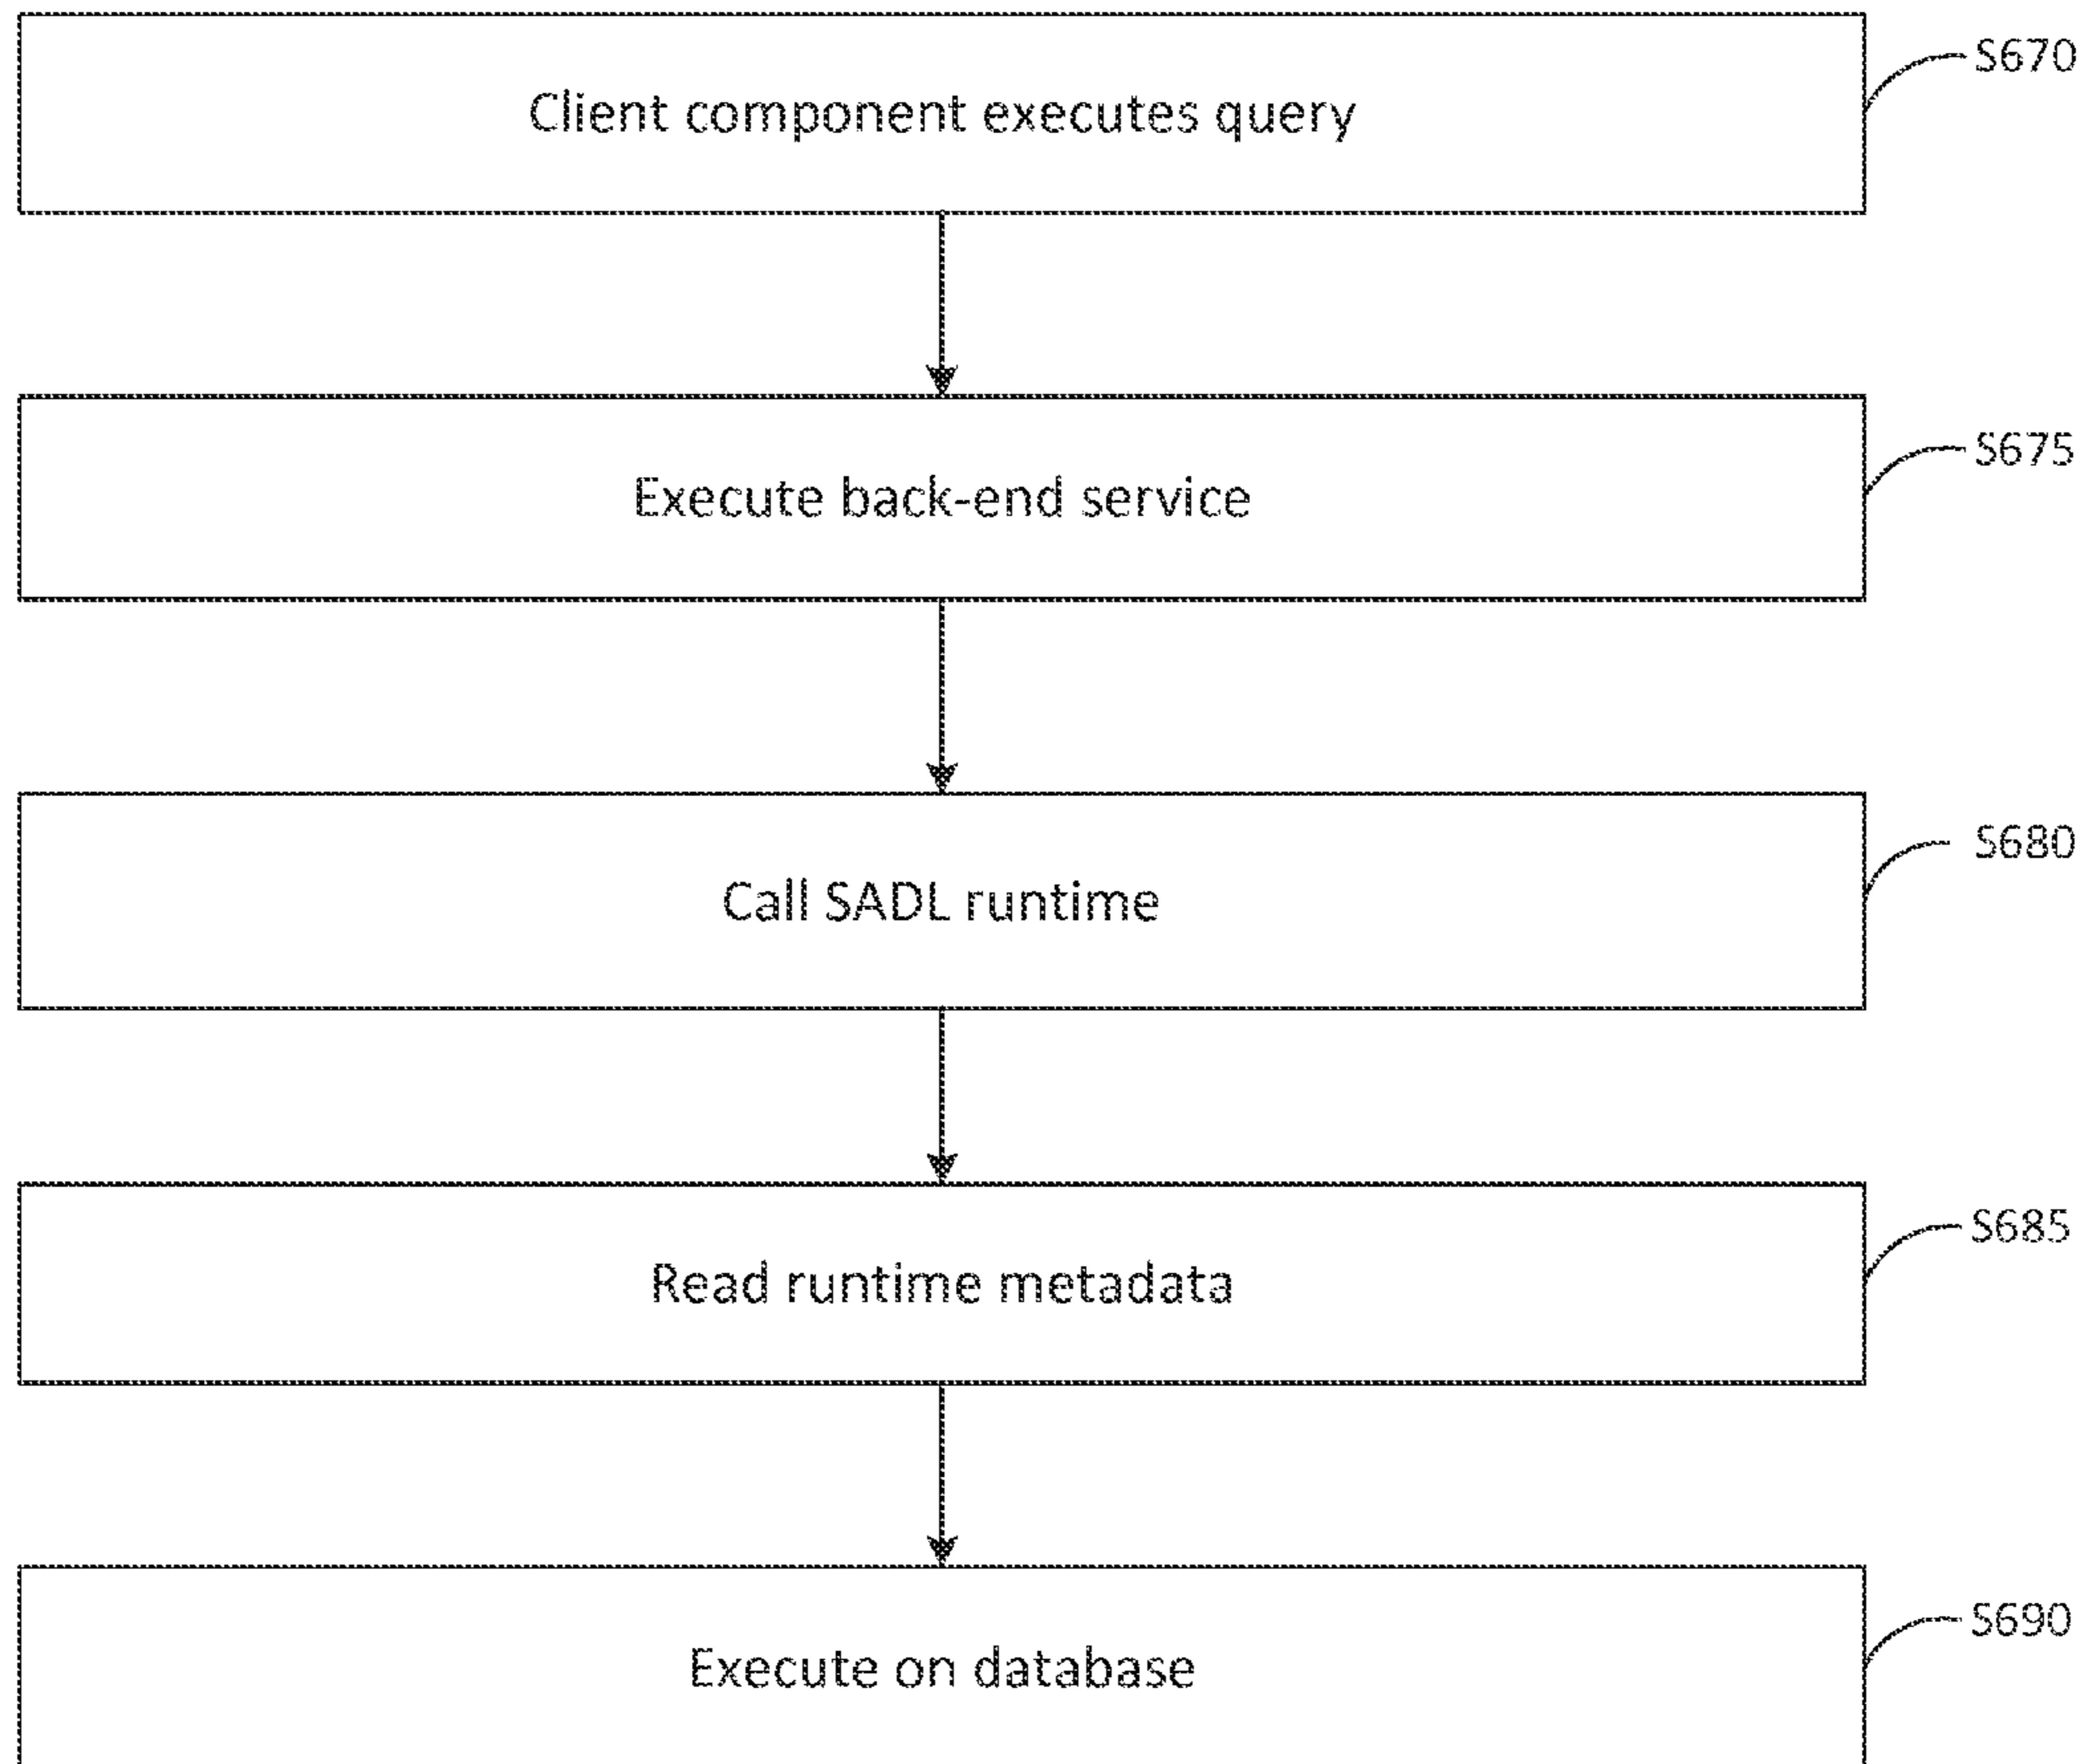 S670
Client component executes query
S675
Execute back-end service
S680
Call SADL runtime
S685
Read runtime metadata
S690
Execute on database